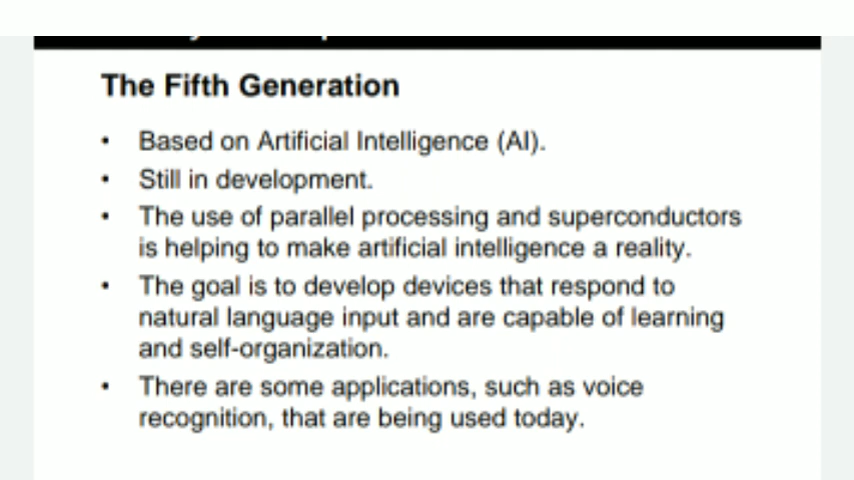 The Fifth Generation
• Based on Artificial Intelligence (AI).
• Still in development.
• The use of parallel processing and superconductors
is helping to make artificial intelligence a reality.
• The goal is to develop devices that respond to
natural language input and are capable of learning
and self-organization.
• There are some applications, such as voice
recognition, that are being used today.